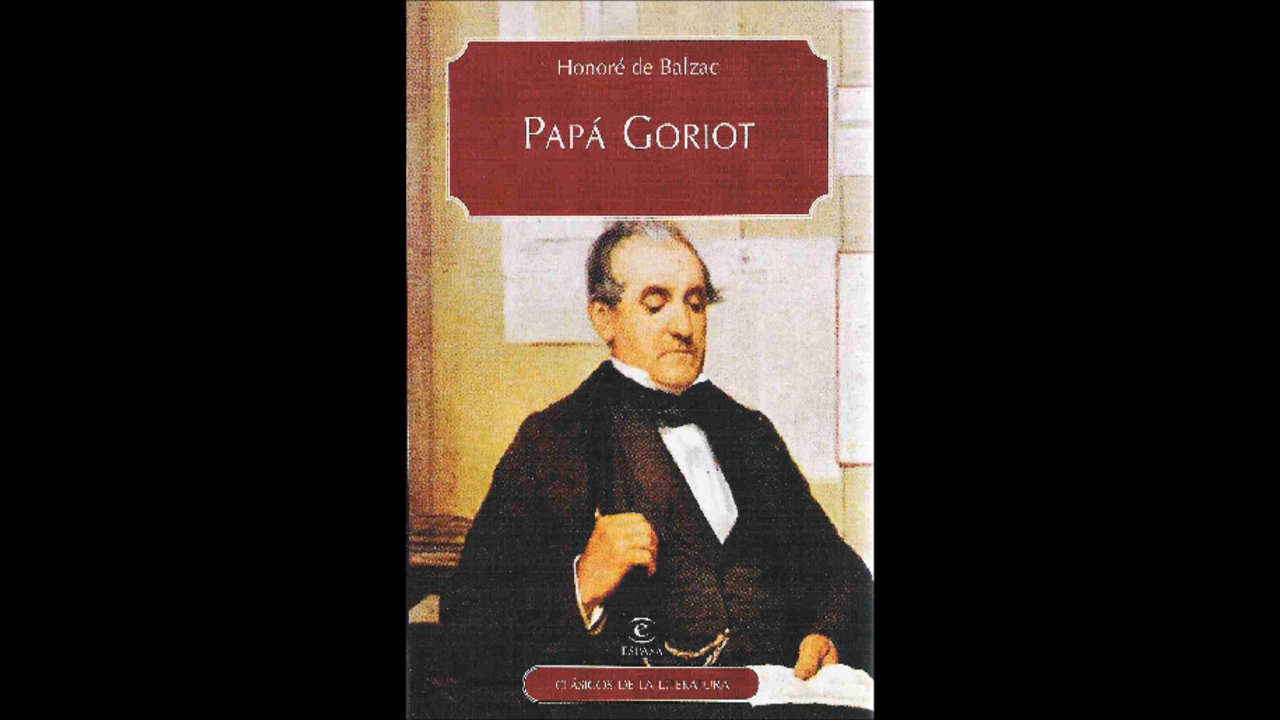 Honoré de Balzac
PAPÁ GORIOT
ESPASA
CLÁSICOS DE LA LITERATURA